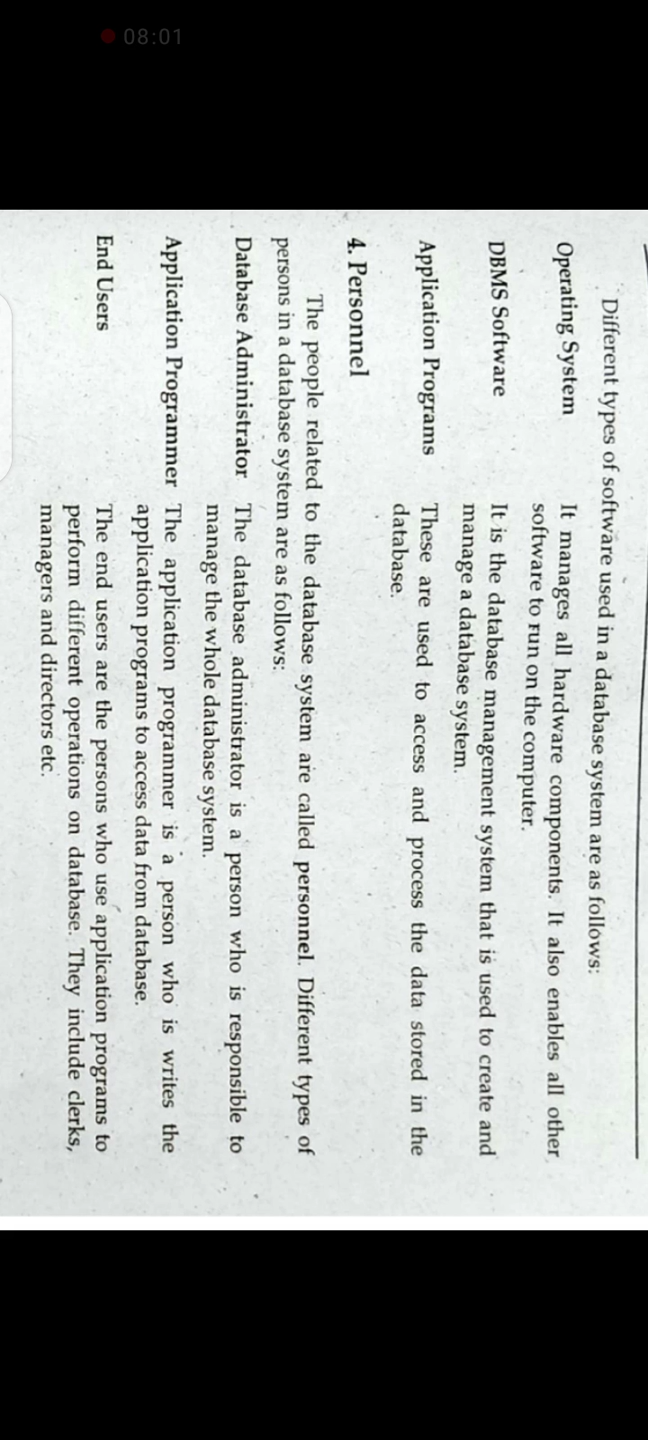 08:01
Different types of software used in a database system are as follows:
Operating System It manages all hardware components. It also enables all other
software to run on the computer.
DBMS Software It is the database management system that is used to create and
manage a database system.
Application Programs These are used to access and process the data stored in the
database.
4. Personnel
The people related to the database system are called personnel. Different types of
persons in a database system are as follows:
Database Administrator The database administrator is a person who is responsible to
manage the whole database system.
Application Programmer The application programmer is a person who is writes the
application programs to access data from database.
End Users The end users are the persons who use application programs to
perform different operations on database. They include clerks,
managers and directors etc.